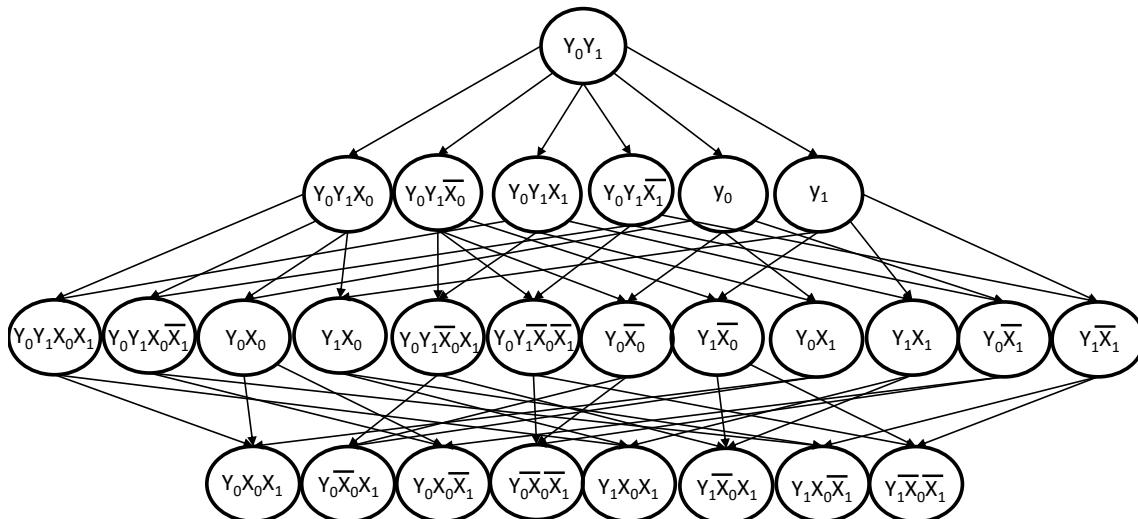 Y₀Y₁
Y₀Y₁X₀ Y₀Y₁X̅₀ Y₀Y₁X₁ Y₀Y₁X̅₁ y₀ y₁
Y₀Y₁X₀X₁ Y₀Y₁X₀X̅₁ Y₀X₀ Y₁X₀ Y₀Y₁X̅₀X₁ Y₀Y₁X̅₀X̅₁ Y₀X̅₀ Y₁X̅₀ Y₀X₁ Y₁X₁ Y₀X̅₁ Y₁X̅₁
Y₀X₀X₁ Y₀X̅₀X₁ Y₀X₀X̅₁ Y₀X̅₀X̅₁ Y₁X₀X₁ Y₁X̅₀X₁ Y₁X₀X̅₁ Y₁X̅₀X̅₁